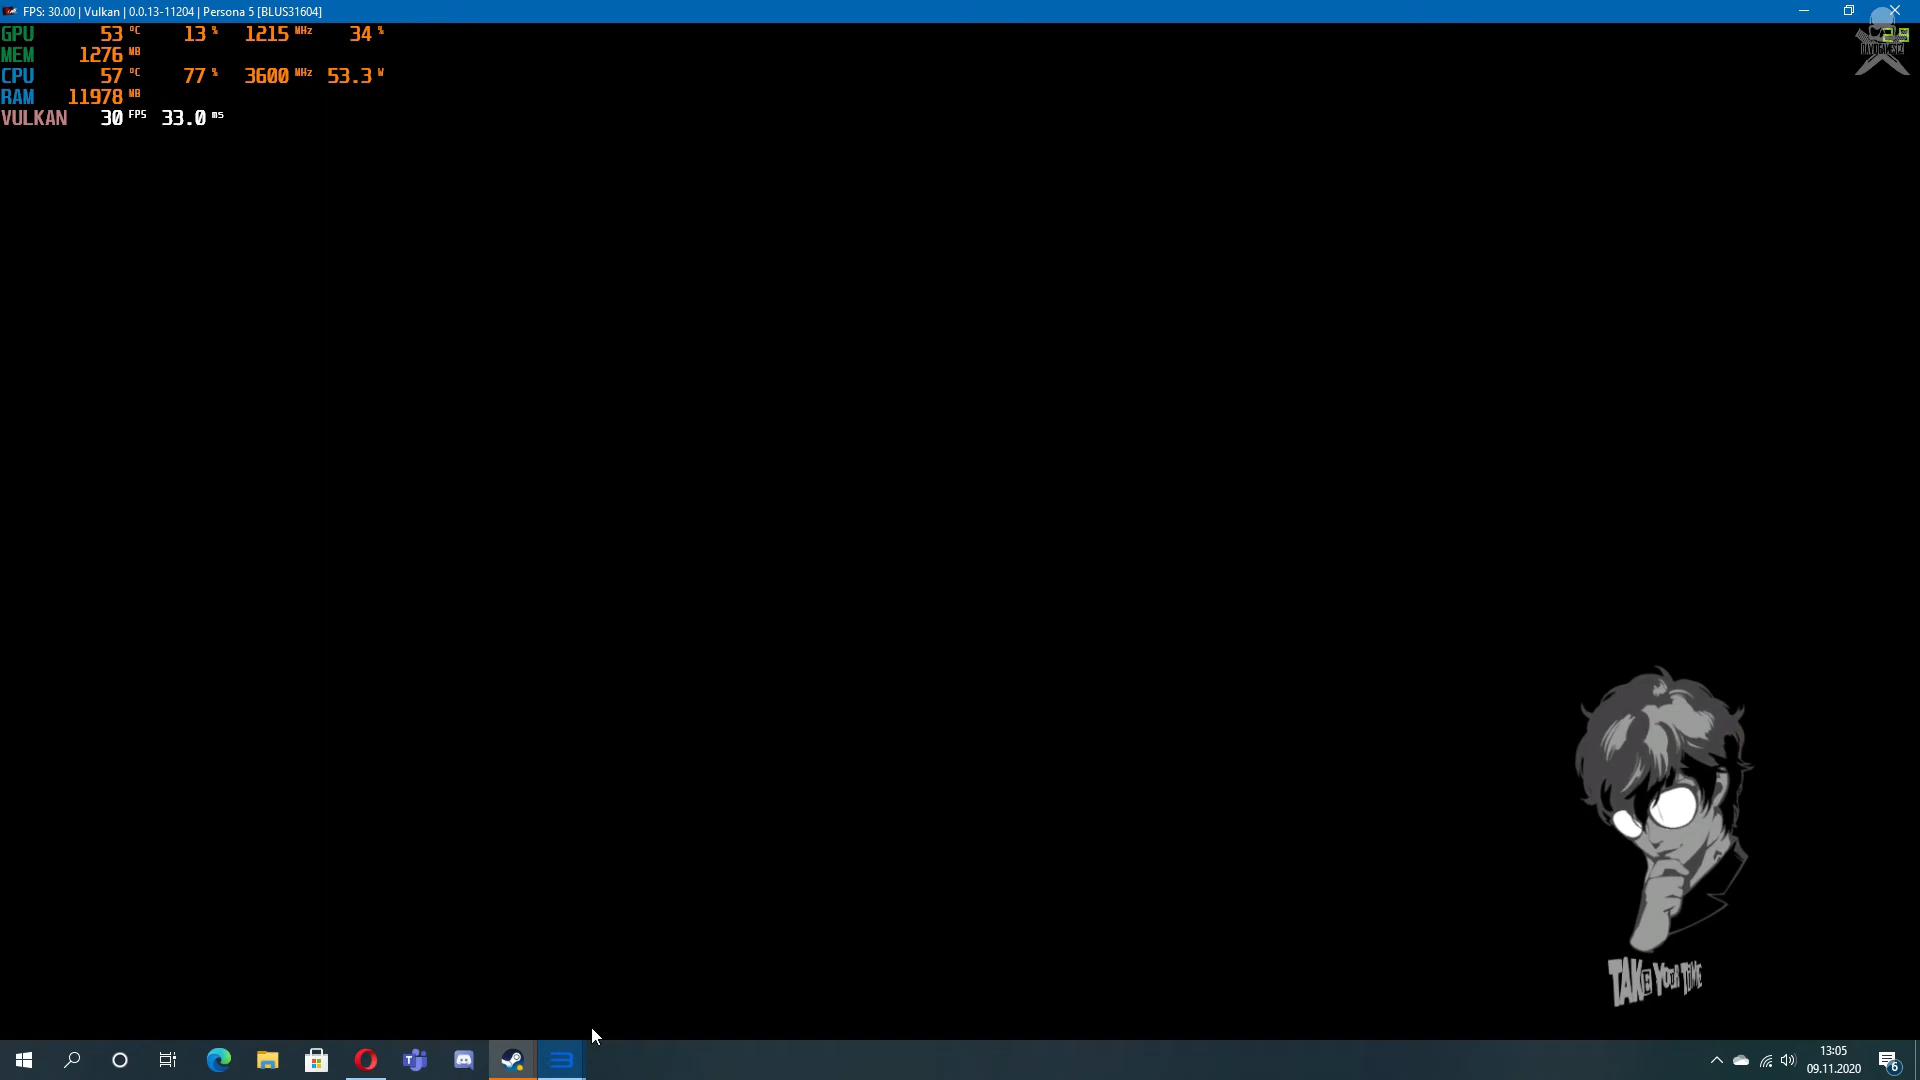 FPS: 30.00 | Vulkan | 0.0.13-11204 | Persona 5 [BLUS31604]
GPU 53 °C 13 % 1215 MHz 34 %
MEM 1276 MB
CPU 57 °C 77 % 3600 MHz 53.3 W
RAM 11978 MB
VULKAN 30 FPS 33.0 ms
TAKE YOUR TIME
13:05
09.11.2020
6